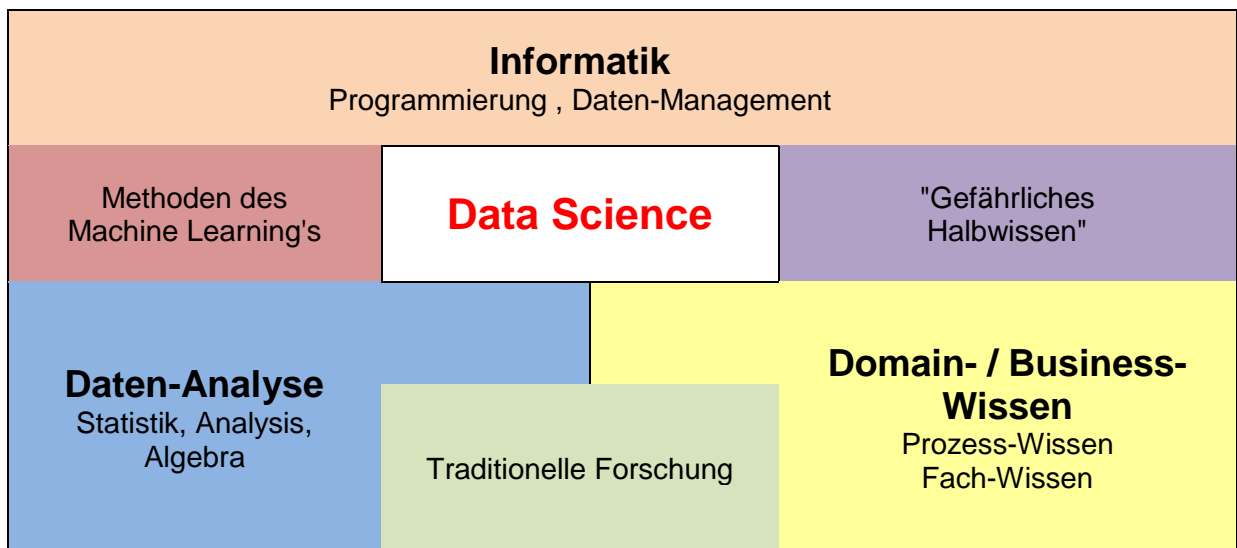 Informatik
Programmierung , Daten-Management
Methoden des
Machine Learning's
Data Science
"Gefährliches
Halbwissen"
Daten-Analyse
Statistik, Analysis,
Algebra
Traditionelle Forschung
Domain- / Business-
Wissen
Prozess-Wissen
Fach-Wissen